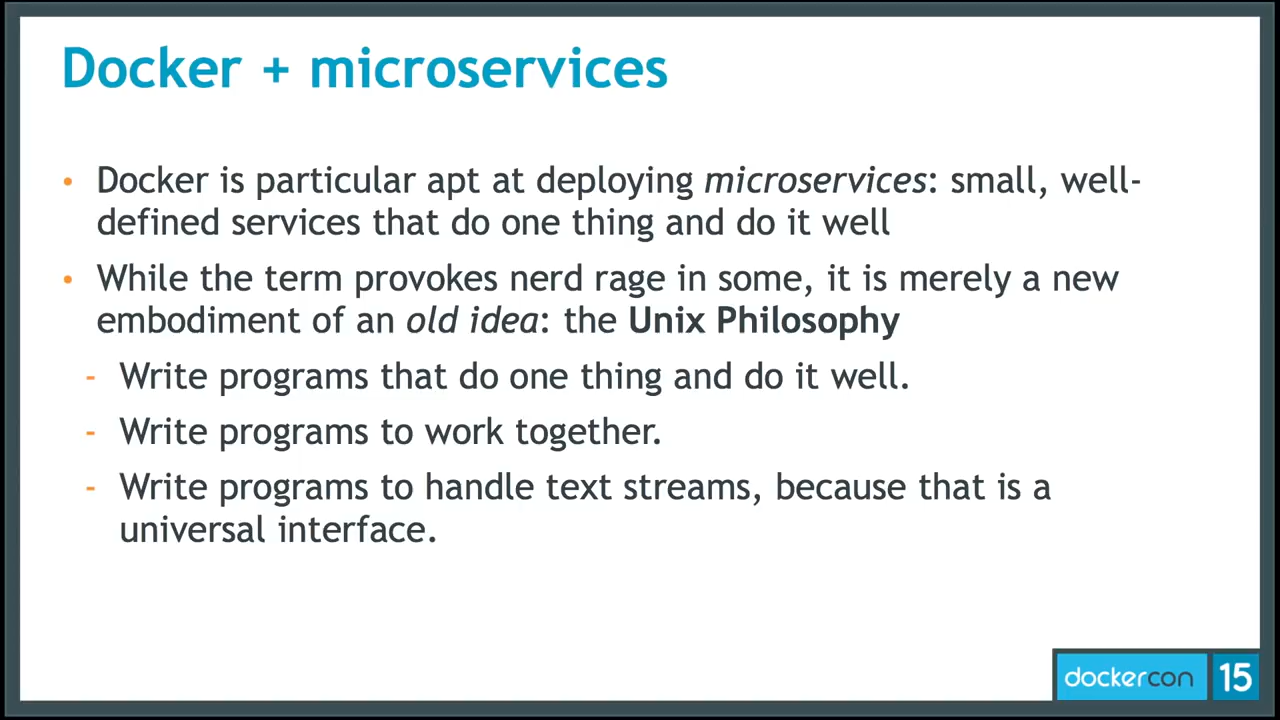 Docker + microservices
• Docker is particular apt at deploying microservices: small, well-
defined services that do one thing and do it well
• While the term provokes nerd rage in some, it is merely a new
embodiment of an old idea: the Unix Philosophy
- Write programs that do one thing and do it well.
- Write programs to work together.
- Write programs to handle text streams, because that is a
universal interface.
dockercon 15